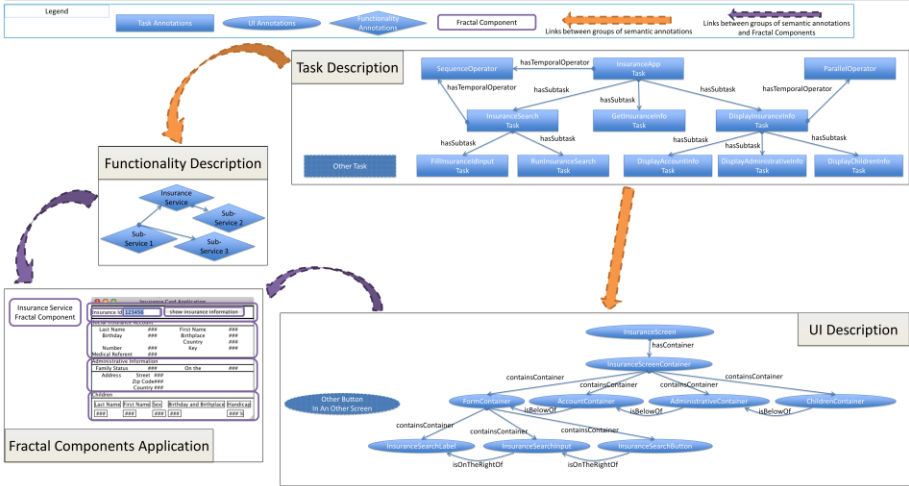 Legend
Task Annotations
UI Annotations
Functionality
Annotations
Fractal Component
Links between groups of semantic annotations
Links between groups of semantic annotations
and Fractal Components
Task Description
SequenceOperator
hasTemporalOperator
InsuranceApp
Task
ParallelOperator
hasTemporalOperator
hasSubtask
hasSubtask
hasSubtask
hasTemporalOperator
InsuranceSearch
Task
GetInsuranceInfo
Task
DisplayInsuranceInfo
Task
hasSubtask
hasSubtask
hasSubtask
hasSubtask
hasSubtask
Other Task
FillInsuranceIdInput
Task
RunInsuranceSearch
Task
DisplayAccountInfo
Task
DisplayAdministrativeInfo
Task
DisplayChildrenInfo
Task
Functionality Description
Insurance
Service
Sub-
Service 2
Sub-
Service 1
Sub-
Service 3
Insurance Service
Fractal Component
Insurance Card Application
Insurance Id 123456 show insurance information
Social Insurance Account
Last Name ### First Name ###
Birthday ### Birthplace ###
Country ###
Number ### Key ###
Medical Referent ###
Administrative Information
Family Status ### On the ###
Address Street ###
Zip Code###
Country ###
Children
Last Name First Name Sex Birthday and Birthplace Handicap
### ### ### ### ###
Fractal Components Application
UI Description
InsuranceScreen
hasContainer
InsuranceScreenContainer
containsContainer
containsContainer
containsContainer
containsContainer
Other Button
In An Other Screen
FormContainer
isBelowOf
AccountContainer
isBelowOf
AdministrativeContainer
isBelowOf
ChildrenContainer
containsContainer
containsContainer
containsContainer
InsuranceSearchLabel
InsuranceSearchInput
InsuranceSearchButton
isOnTheRightOf
isOnTheRightOf